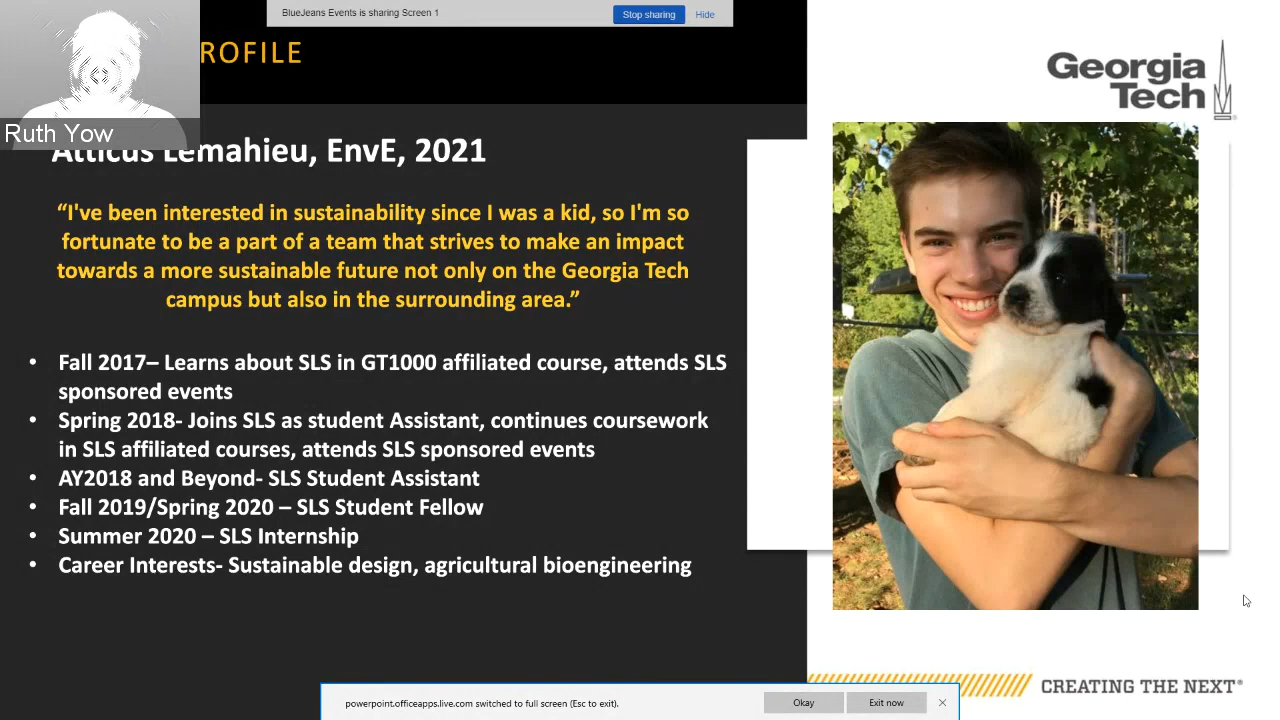 BlueJeans Events is sharing Screen 1
Stop sharing
Hide
ROFILE
Georgia
Tech
Ruth Yow
Atticus Lemahieu, EnvE, 2021
“I've been interested in sustainability since I was a kid, so I'm so
fortunate to be a part of a team that strives to make an impact
towards a more sustainable future not only on the Georgia Tech
campus but also in the surrounding area.”
• Fall 2017– Learns about SLS in GT1000 affiliated course, attends SLS
sponsored events
• Spring 2018- Joins SLS as student Assistant, continues coursework
in SLS affiliated courses, attends SLS sponsored events
• AY2018 and Beyond- SLS Student Assistant
• Fall 2019/Spring 2020 – SLS Student Fellow
• Summer 2020 – SLS Internship
• Career Interests- Sustainable design, agricultural bioengineering
CREATING THE NEXT®
powerpoint.officeapps.live.com switched to full screen (Esc to exit).
Okay
Exit now